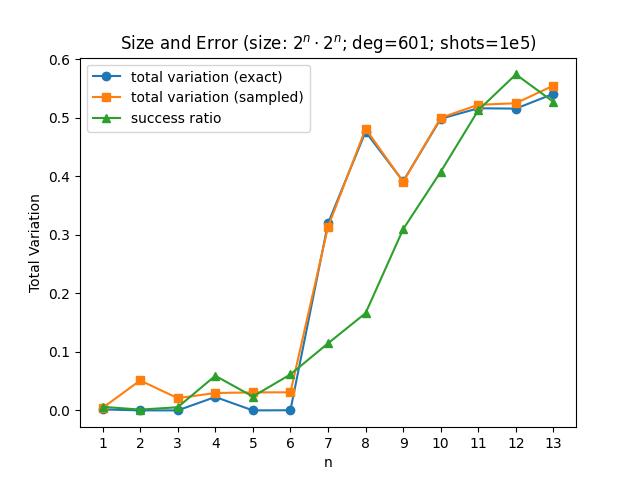 Size and Error (size: 2^n · 2^n; deg=601; shots=1e5)
total variation (exact)
total variation (sampled)
success ratio
Total Variation
0.6
0.5
0.4
0.3
0.2
0.1
0.0
1 2 3 4 5 6 7 8 9 10 11 12 13
n